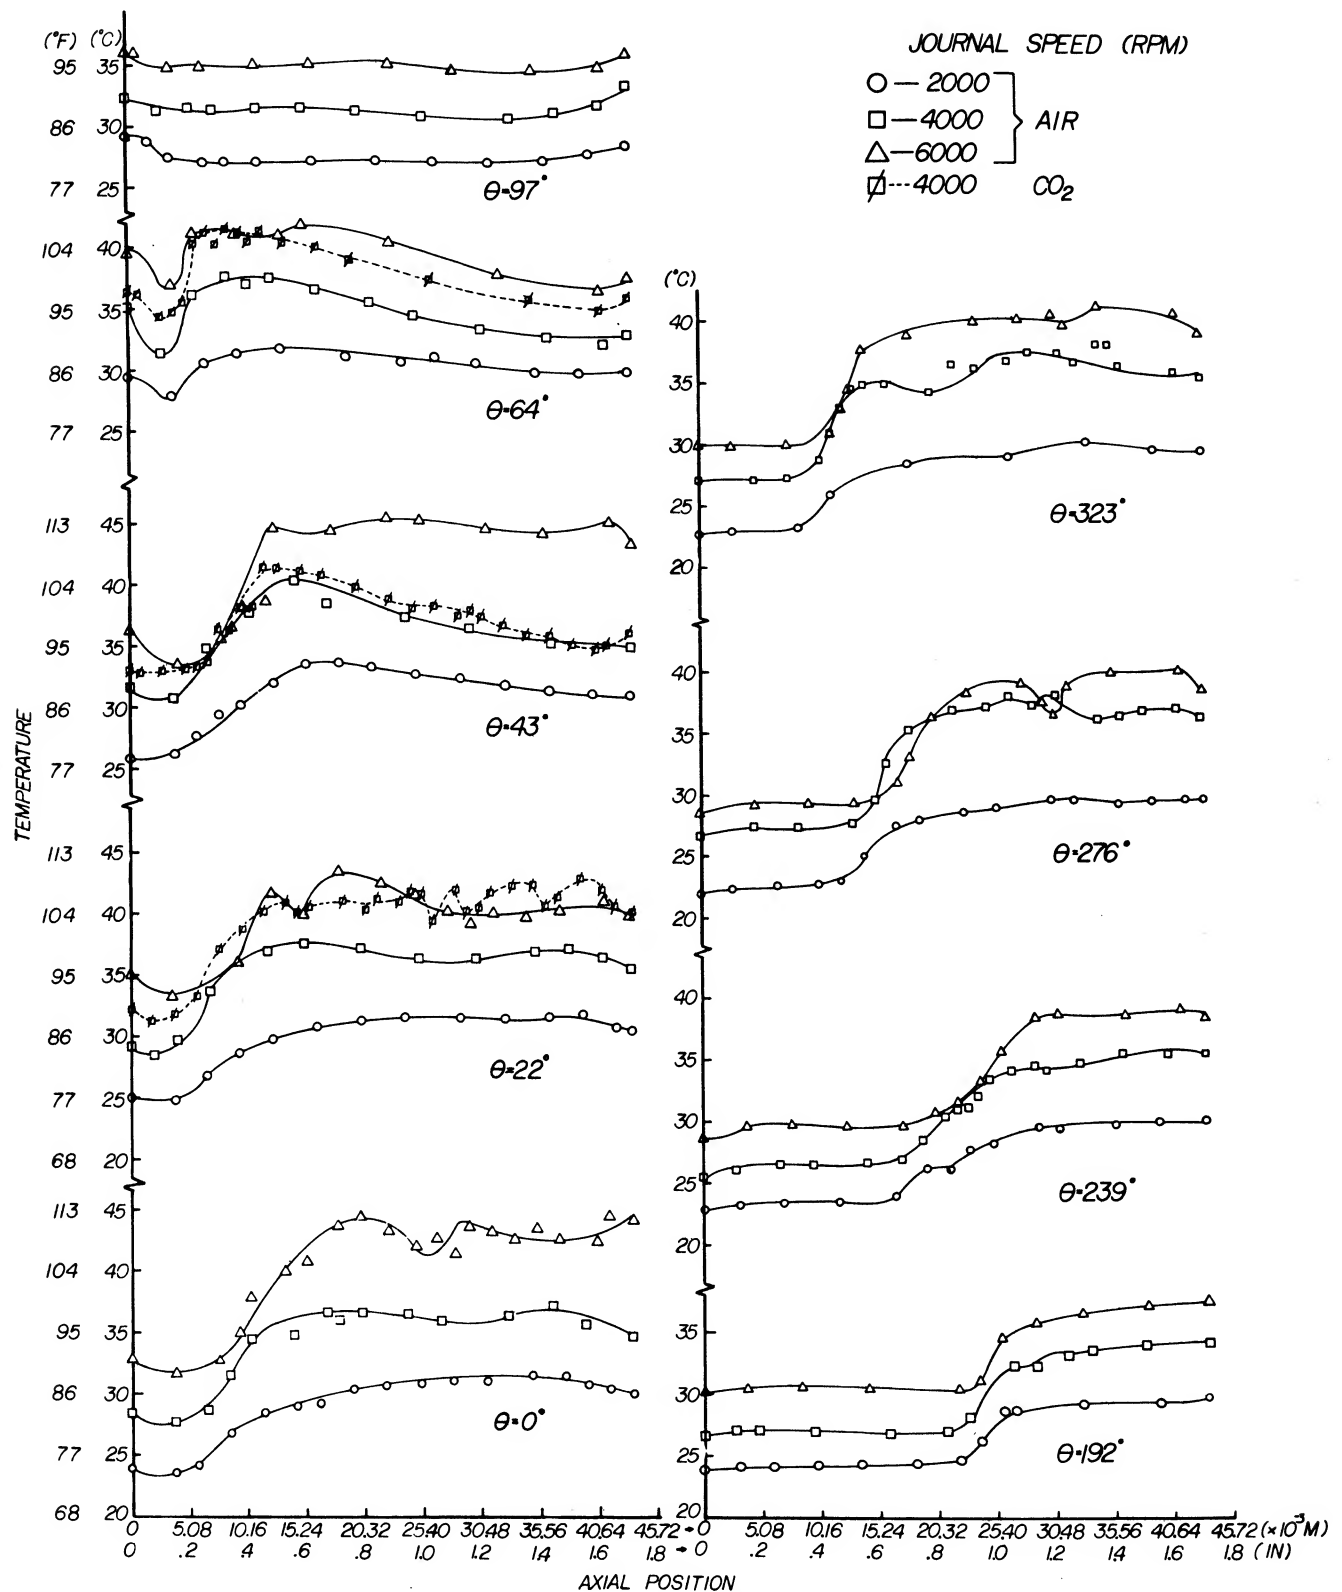 JOURNAL SPEED (RPM)
○ — 2000
□ — 4000 AIR
△ — 6000
4000 CO₂
(°F) (°C)
95 35
86 30
77 25
θ=97°
104 40
95 35
86 30
77 25
θ=64°
113 45
104 40
95 35
86 30
77 25
θ=43°
113 45
104 40
95 35
86 30
77 25
68 20
θ=22°
113 45
104 40
95 35
86 30
77 25
68 20
θ=0°
TEMPERATURE
(°C)
40
35
30
25
20
θ=323°
40
35
30
25
20
θ=276°
40
35
30
25
20
θ=239°
35
30
25
20
θ=192°
0 5.08 10.16 15.24 20.32 25.40 30.48 35.56 40.64 45.72 → 0 5.08 10.16 15.24 20.32 25.40 30.48 35.56 40.64 45.72 (×10⁻³M)
0 .2 .4 .6 .8 1.0 1.2 1.4 1.6 1.8 → 0 .2 .4 .6 .8 1.0 1.2 1.4 1.6 1.8 (IN)
AXIAL POSITION